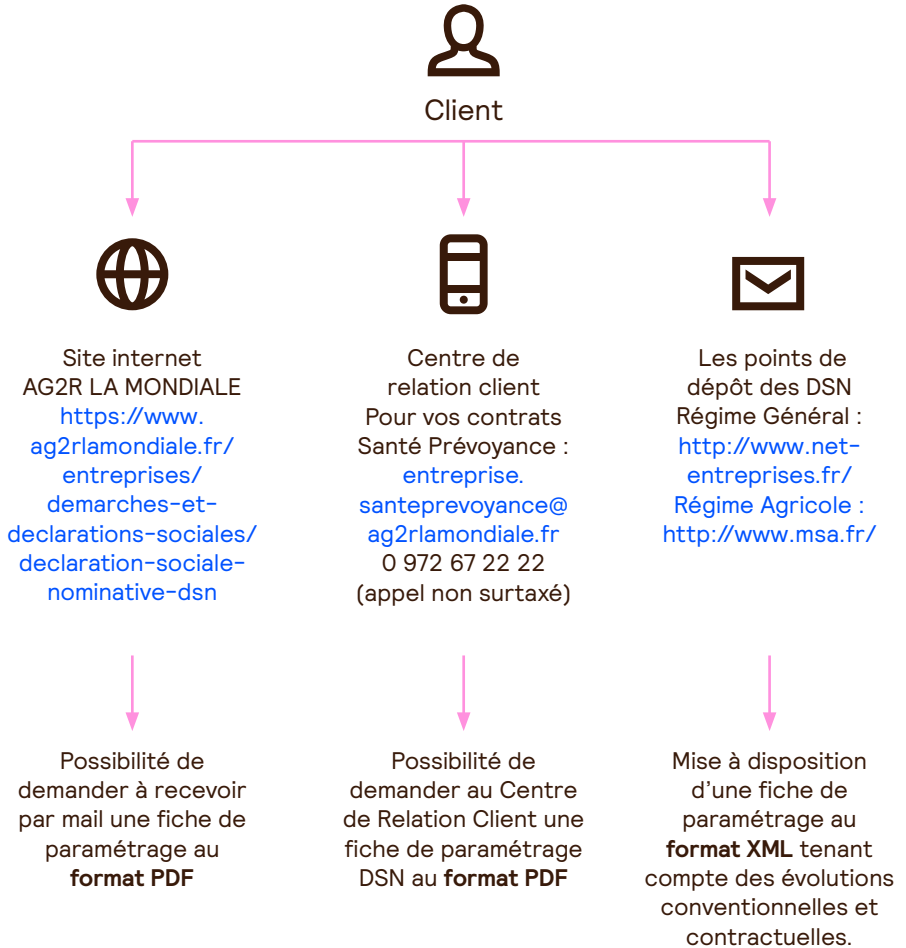 Client
Site internet
AG2R LA MONDIALE
https://www.
ag2rlamondiale.fr/
entreprises/
demarches-et-
declarations-sociales/
declaration-sociale-
nominative-dsn
Possibilité de
demander à recevoir
par mail une fiche de
paramétrage au
format PDF
Centre de
relation client
Pour vos contrats
Santé Prévoyance :
entreprise.
santeprevoyance@
ag2rlamondiale.fr
0 972 67 22 22
(appel non surtaxé)
Possibilité de
demander au Centre
de Relation Client une
fiche de paramétrage
DSN au format PDF
Les points de
dépôt des DSN
Régime Général :
http://www.net-
entreprises.fr/
Régime Agricole :
http://www.msa.fr/
Mise à disposition
d’une fiche de
paramétrage au
format XML tenant
compte des évolutions
conventionnelles et
contractuelles.